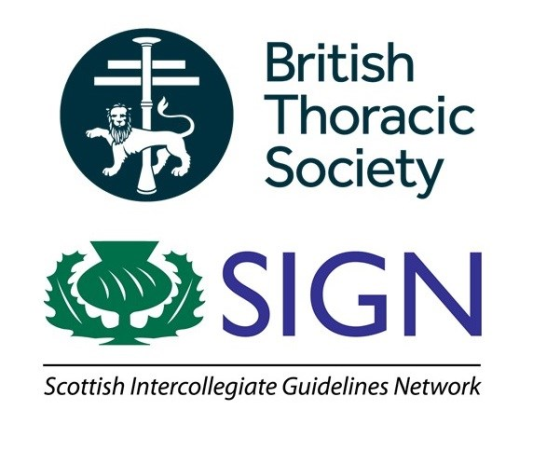 British
Thoracic
Society
SIGN
Scottish Intercollegiate Guidelines Network